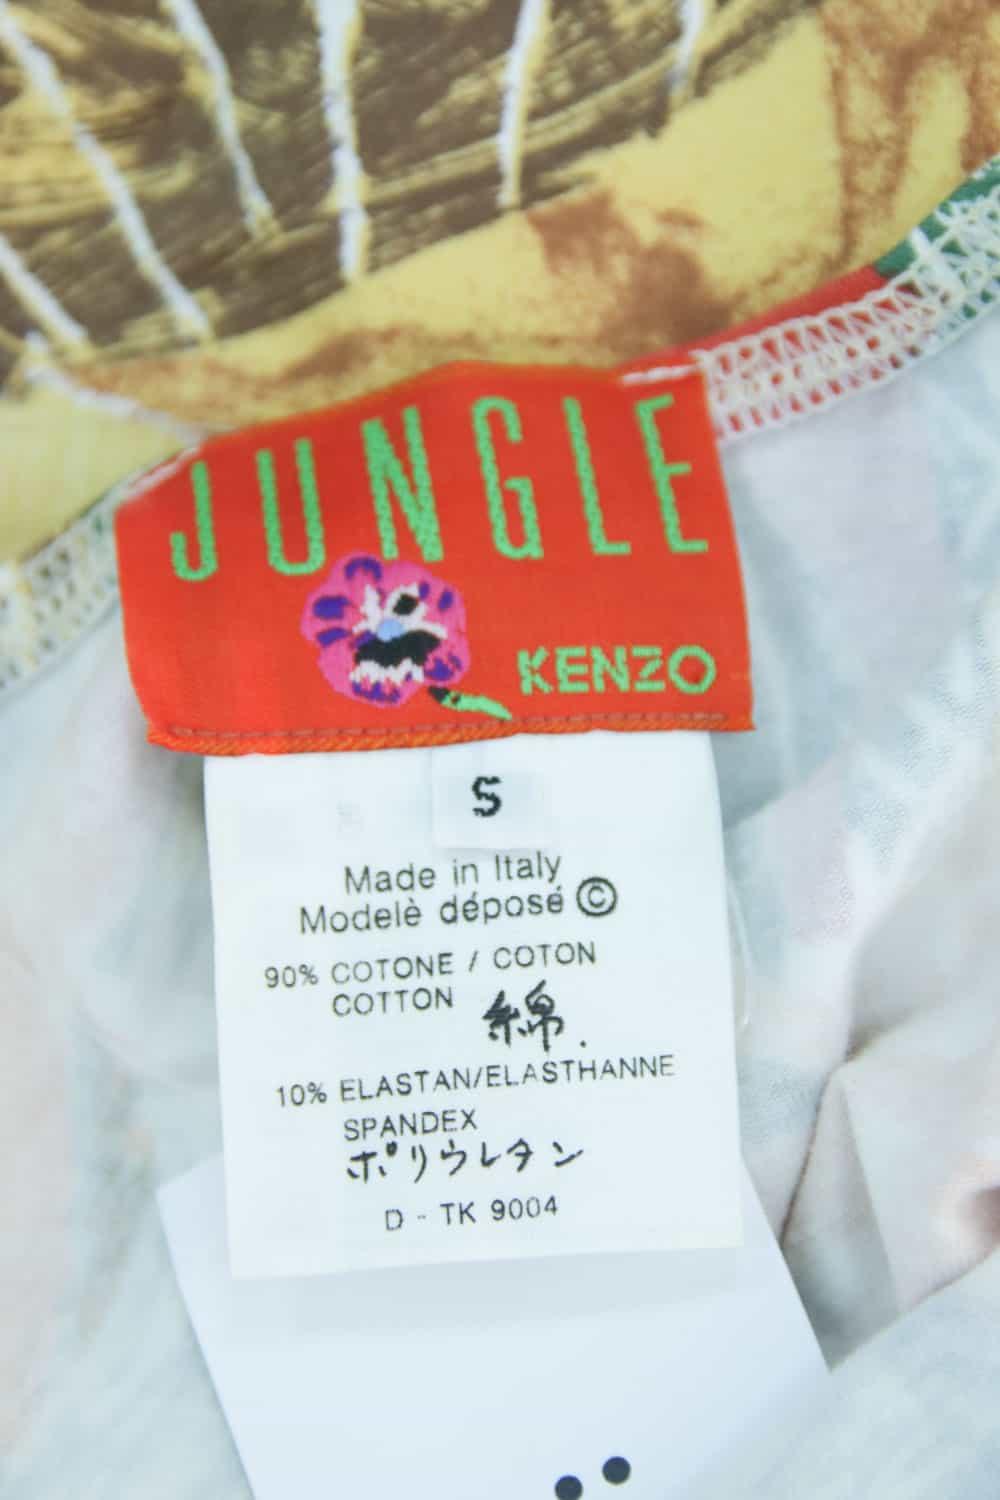 JUNGLE
KENZO
S
Made in Italy
Modelè déposé ©
90% COTONE / COTON
COTTON 綿.
10% ELASTAN/ELASTHANNE
SPANDEX
ポリウレタン
D - TK 9004